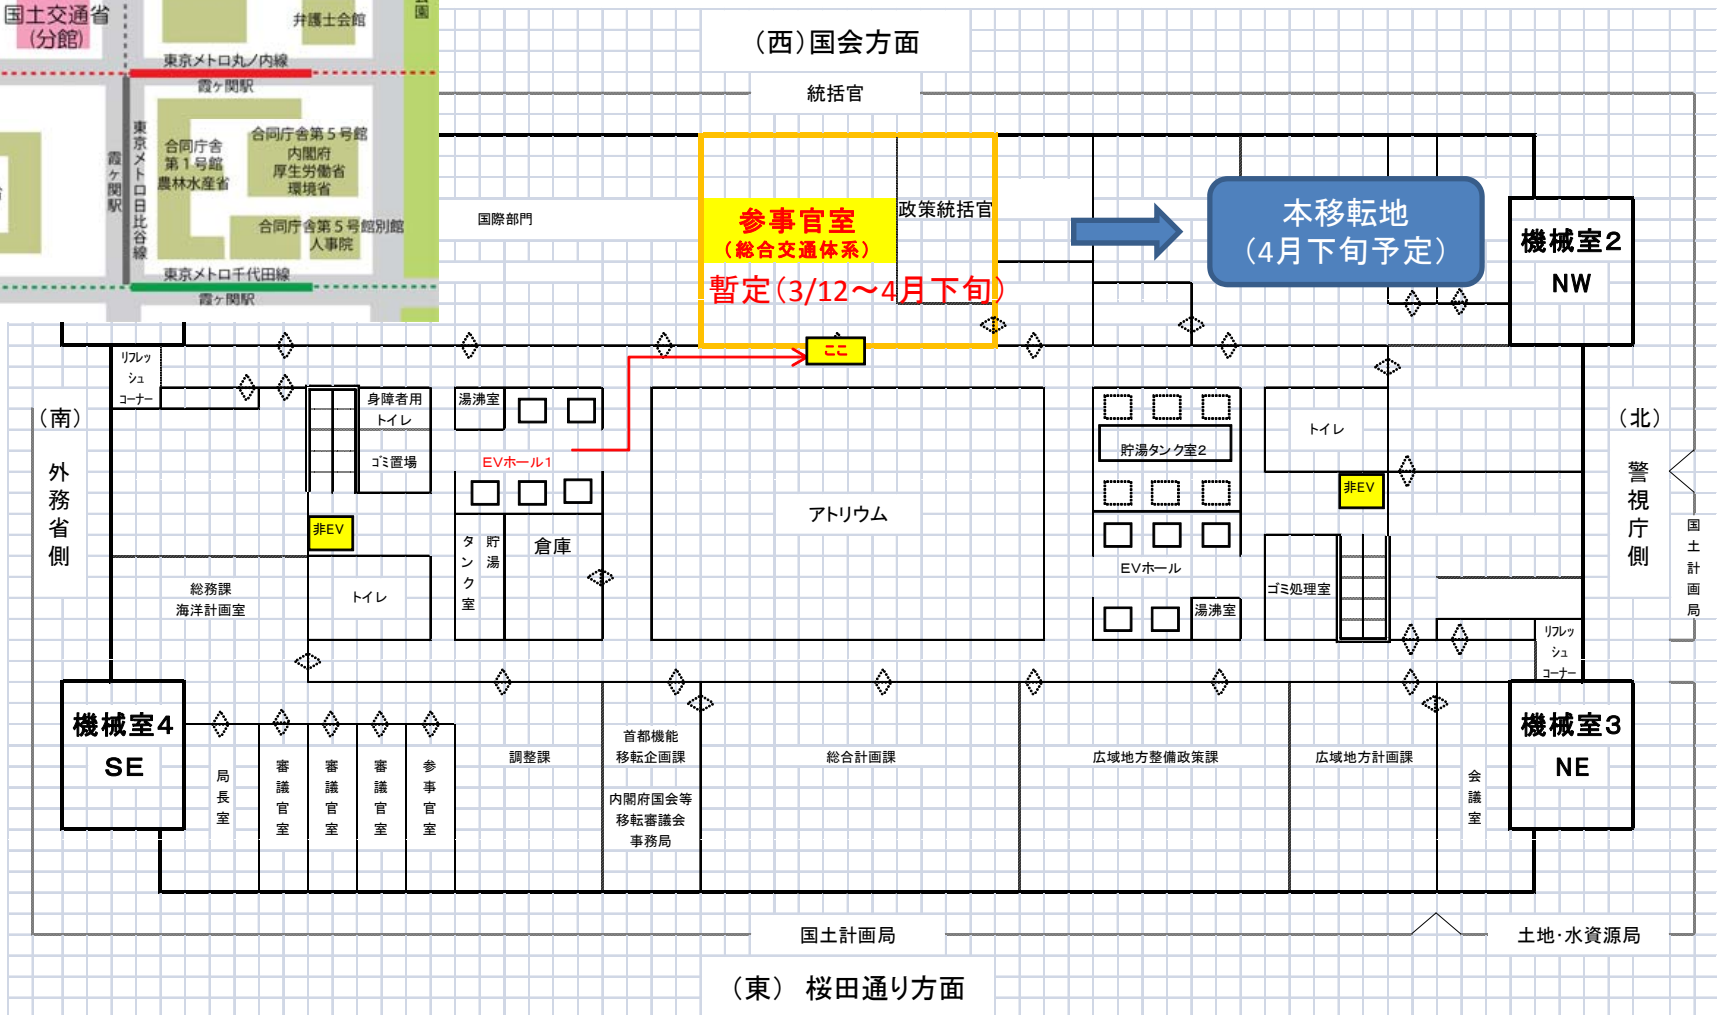 国土交通省
(分館)
弁護士会館
園
東京メトロ丸ノ内線
霞ヶ関駅
東京メトロ日比谷線
霞ヶ関駅
合同庁舎
第1号館
農林水産省
合同庁舎第5号館
内閣府
厚生労働省
環境省
合同庁舎第5号館別館
人事院
東京メトロ千代田線
霞ヶ関駅
(西)国会方面
統括官
国際部門
参事官室
(総合交通体系)
暫定(3/12～4月下旬)
政策統括官
本移転地
(4月下旬予定)
機械室2
NW
ここ
リフレッ
シュ
コーナー
(南)
外務省側
身障者用
トイレ
ゴミ置場
湯沸室
EVホール1
非EV
貯湯
タンク室
倉庫
総務課
海洋計画室
トイレ
アトリウム
貯湯タンク室2
EVホール
湯沸室
トイレ
非EV
ゴミ処理室
(北)
警視庁側
国土計画局
リフレッ
シュ
コーナー
機械室4
SE
局長室
審議官室
審議官室
審議官室
参事官室
調整課
首都機能
移転企画課
内閣府国会等
移転審議会
事務局
総合計画課
広域地方整備政策課
広域地方計画課
会議室
機械室3
NE
国土計画局
土地・水資源局
(東) 桜田通り方面